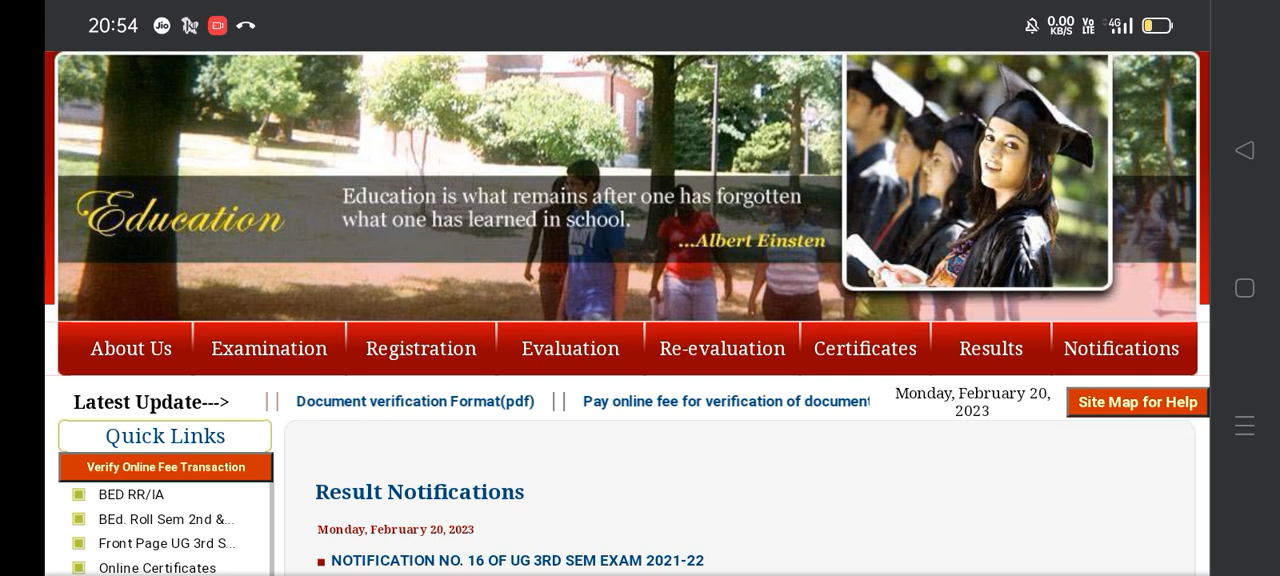 20:54
Jio
0.00
KB/S
Vo
LTE
4G
Education
Education is what remains after one has forgotten
what one has learned in school.
...Albert Einsten
About Us
Examination
Registration
Evaluation
Re-evaluation
Certificates
Results
Notifications
Latest Update--->
Document verification Format(pdf)
Pay online fee for verification of document
Monday, February 20,
2023
Site Map for Help
Quick Links
Verify Online Fee Transaction
BED RR/IA
BEd. Roll Sem 2nd &...
Front Page UG 3rd S...
Online Certificates
Result Notifications
Monday, February 20, 2023
NOTIFICATION NO. 16 OF UG 3RD SEM EXAM 2021-22